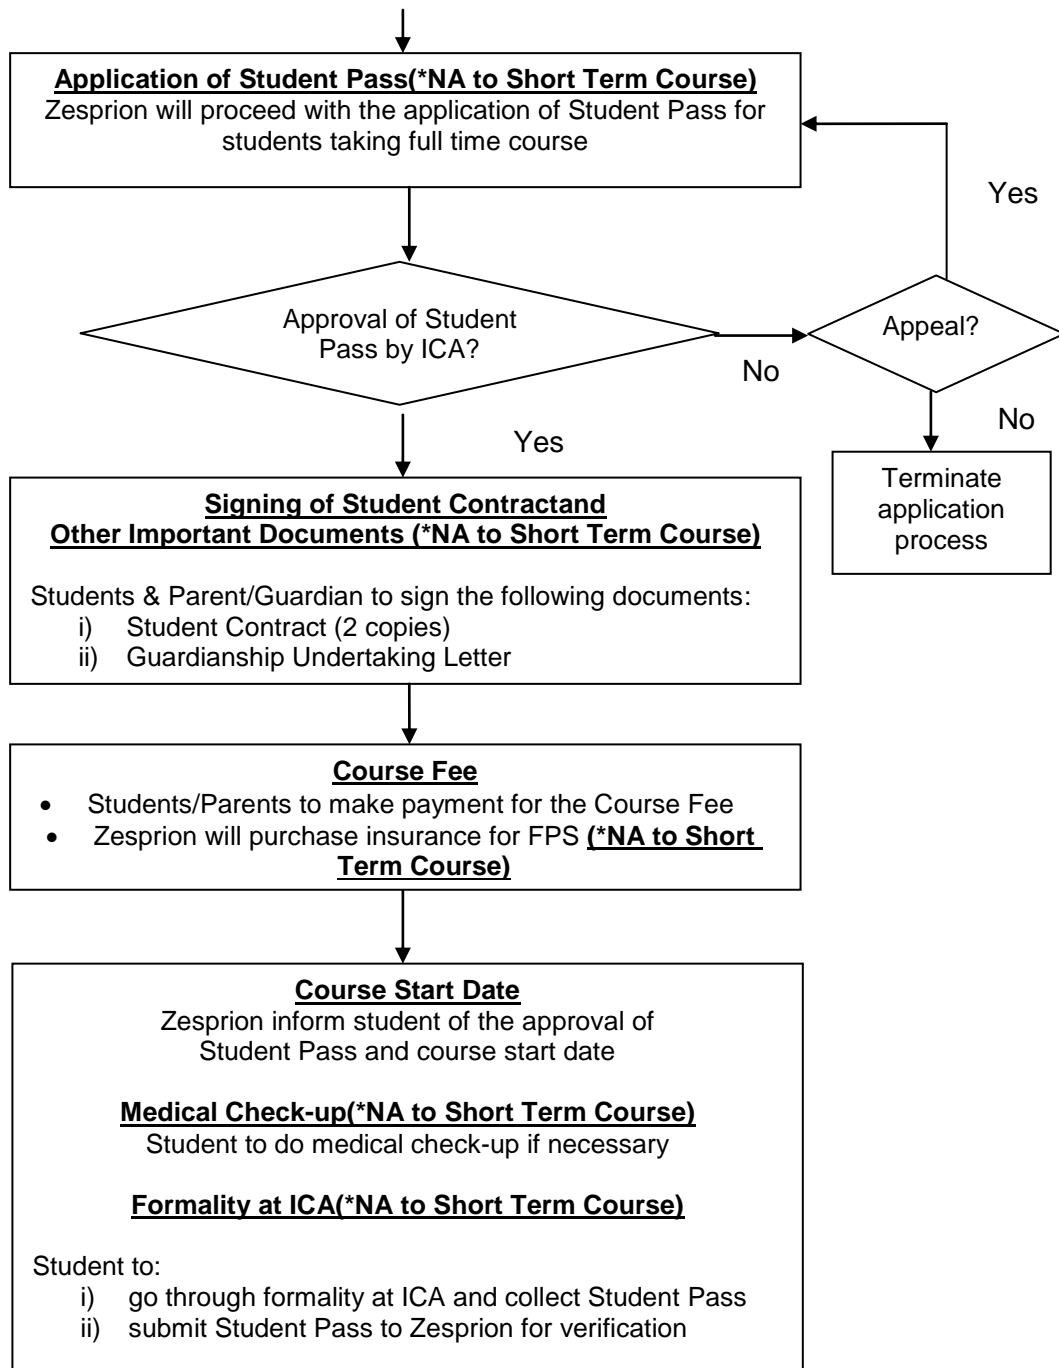 Application of Student Pass(*NA to Short Term Course)
Zesprion will proceed with the application of Student Pass for
students taking full time course
Yes
Approval of Student
Pass by ICA?
Appeal?
No
No
Yes
Terminate
application
process
Signing of Student Contractand
Other Important Documents (*NA to Short Term Course)
Students & Parent/Guardian to sign the following documents:
i) Student Contract (2 copies)
ii) Guardianship Undertaking Letter
Course Fee
• Students/Parents to make payment for the Course Fee
• Zesprion will purchase insurance for FPS (*NA to Short
Term Course)
Course Start Date
Zesprion inform student of the approval of
Student Pass and course start date
Medical Check-up(*NA to Short Term Course)
Student to do medical check-up if necessary
Formality at ICA(*NA to Short Term Course)
Student to:
i) go through formality at ICA and collect Student Pass
ii) submit Student Pass to Zesprion for verification